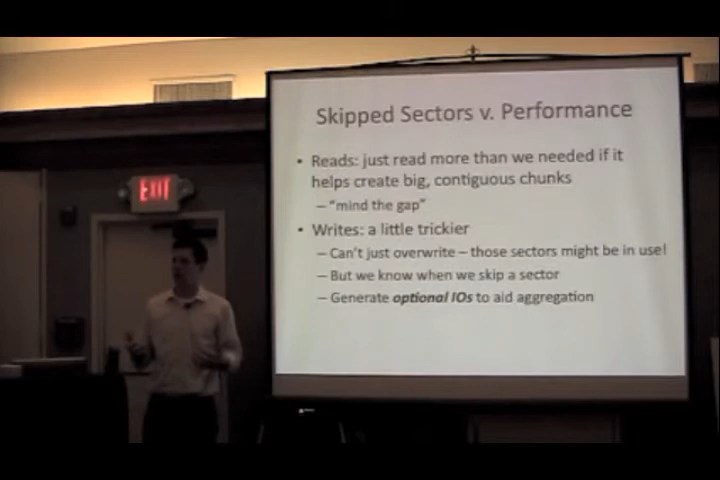 EXIT
Skipped Sectors v. Performance
• Reads: just read more than we needed if it
helps create big, contiguous chunks
– "mind the gap"
• Writes: a little trickier
– Can't just overwrite – those sectors might be in use!
– But we know when we skip a sector
– Generate optional IOs to aid aggregation